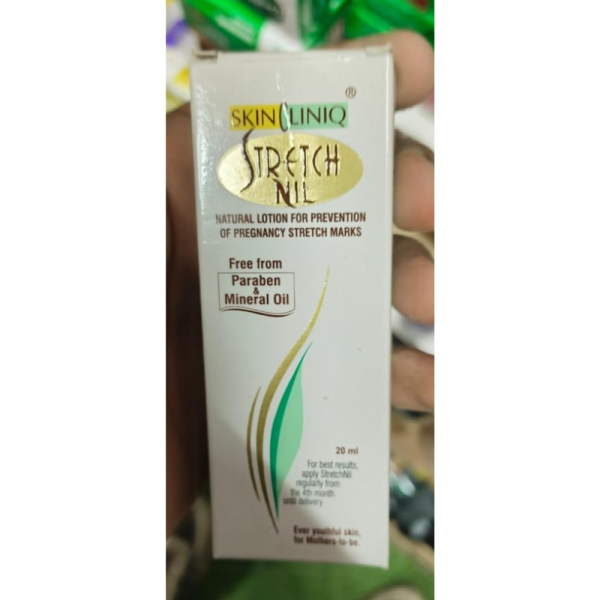 SKIN CLINIQ ®
STRETCH
NIL
NATURAL LOTION FOR PREVENTION
OF PREGNANCY STRETCH MARKS
Free from
Paraben
&
Mineral Oil
20 ml
For best results,
apply StretchNil
regularly from
the 4th month
until delivery
Ever youthful skin,
for Mothers-to-be.